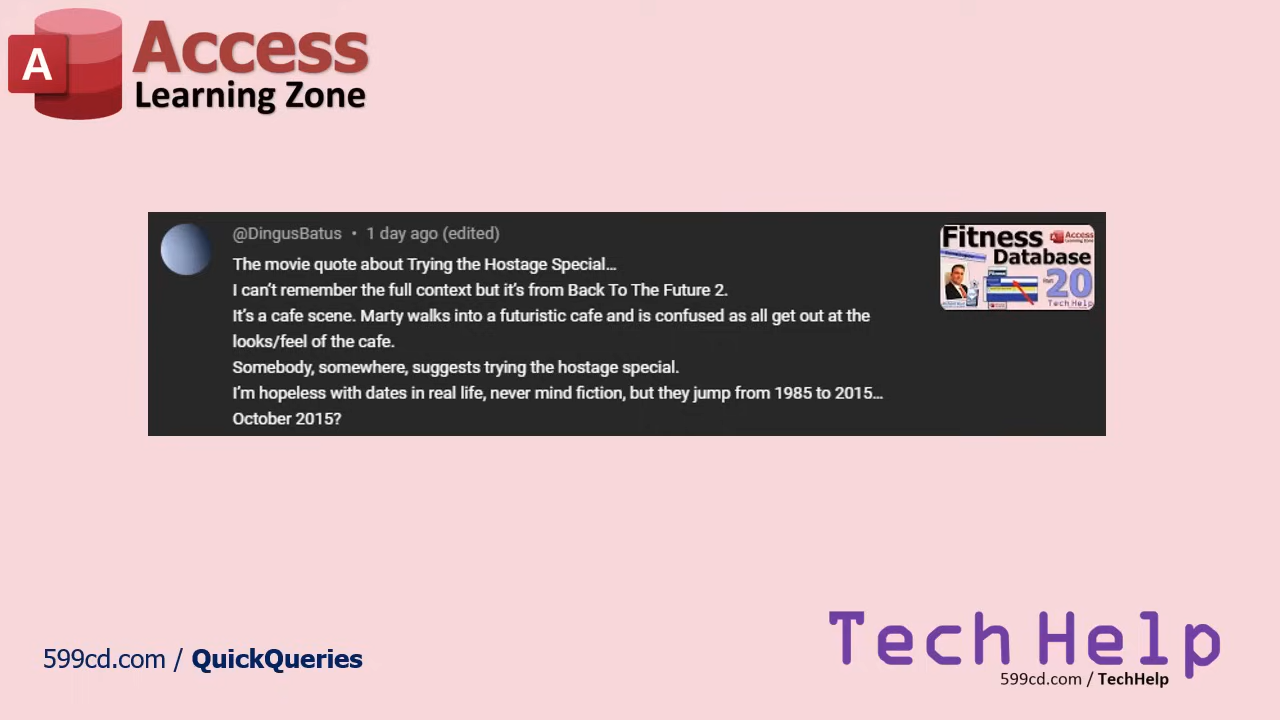 A
Access
Learning Zone
@DingusBatus • 1 day ago (edited)
The movie quote about Trying the Hostage Special...
I can't remember the full context but it's from Back To The Future 2.
It's a cafe scene. Marty walks into a futuristic cafe and is confused as all get out at the
looks/feel of the cafe.
Somebody, somewhere, suggests trying the hostage special.
I'm hopeless with dates in real life, never mind fiction, but they jump from 1985 to 2015...
October 2015?
Fitness
Access
Learning Zone
Database
20
Tech Help
599cd.com / QuickQueries
Tech Help
599cd.com / TechHelp